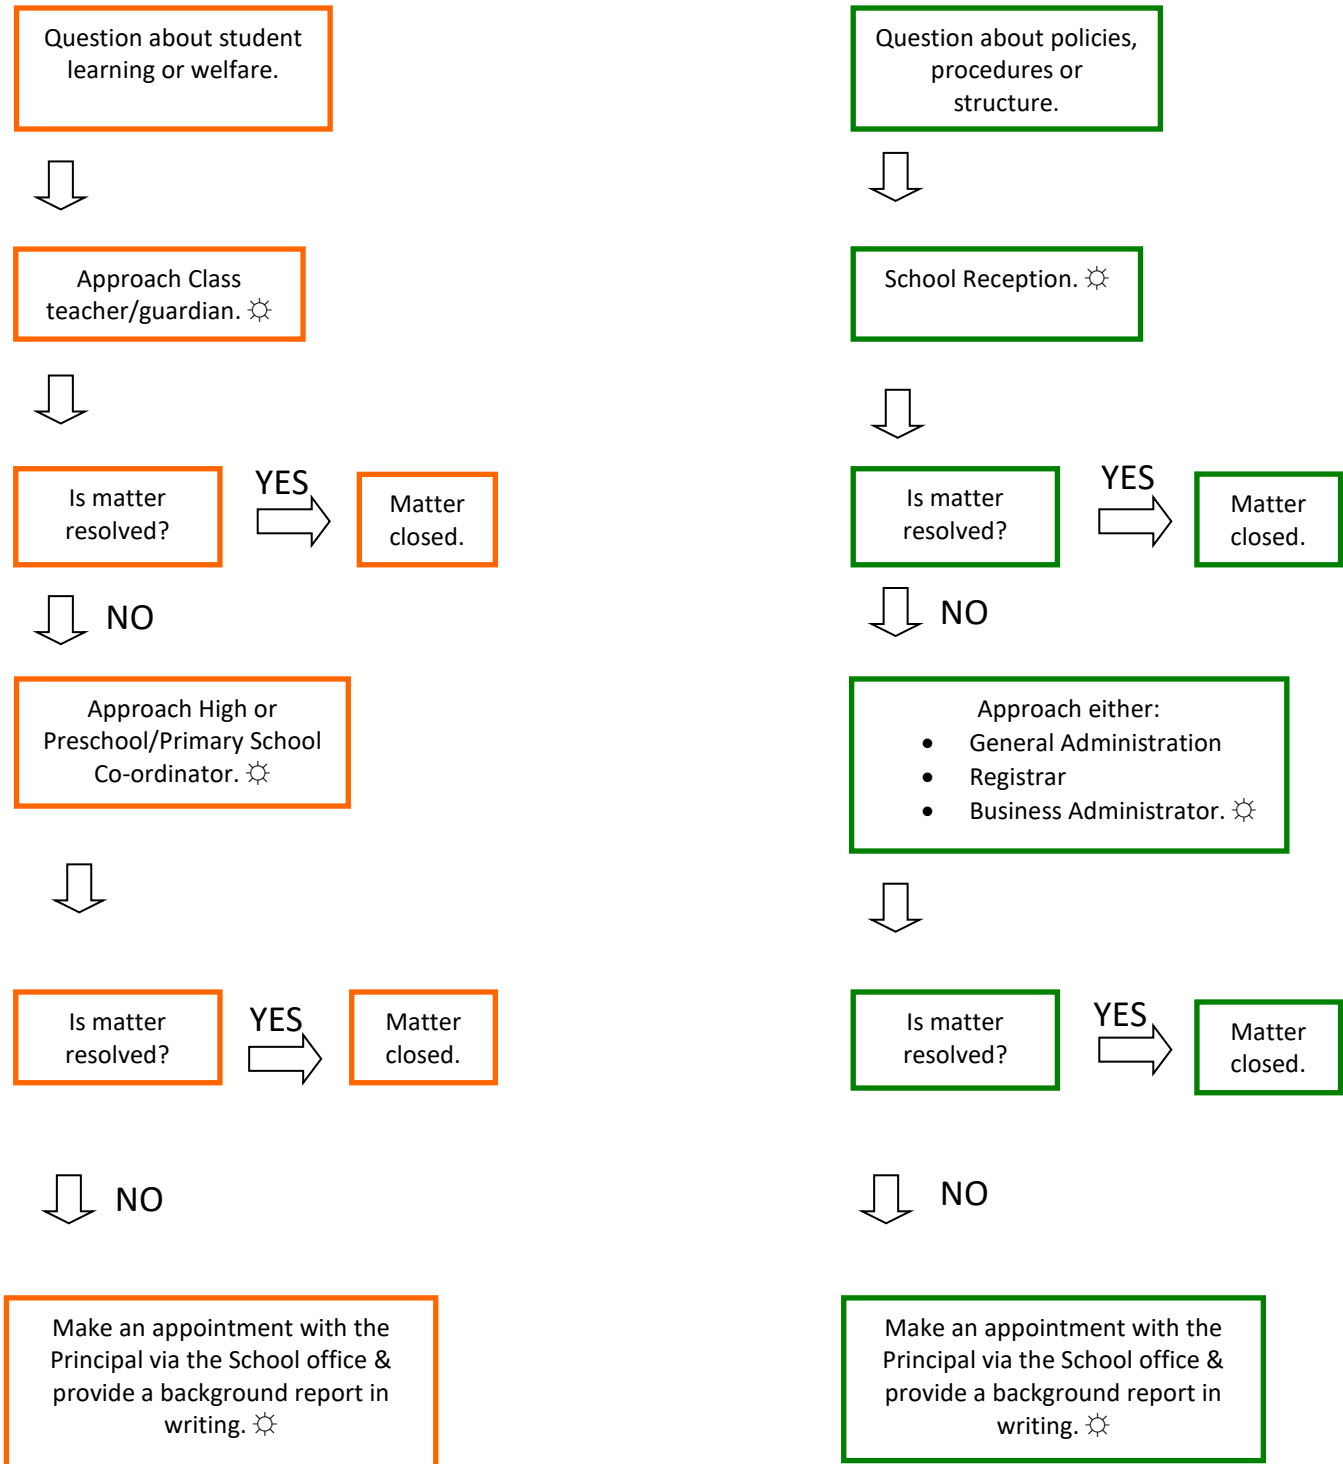 Question about student
learning or welfare.
Approach Class
teacher/guardian. ☼
Is matter
resolved?
YES
Matter
closed.
NO
Approach High or
Preschool/Primary School
Co-ordinator. ☼
Is matter
resolved?
YES
Matter
closed.
NO
Make an appointment with the
Principal via the School office &
provide a background report in
writing. ☼
Question about policies,
procedures or
structure.
School Reception. ☼
Is matter
resolved?
YES
Matter
closed.
NO
Approach either:
• General Administration
• Registrar
• Business Administrator. ☼
Is matter
resolved?
YES
Matter
closed.
NO
Make an appointment with the
Principal via the School office &
provide a background report in
writing. ☼